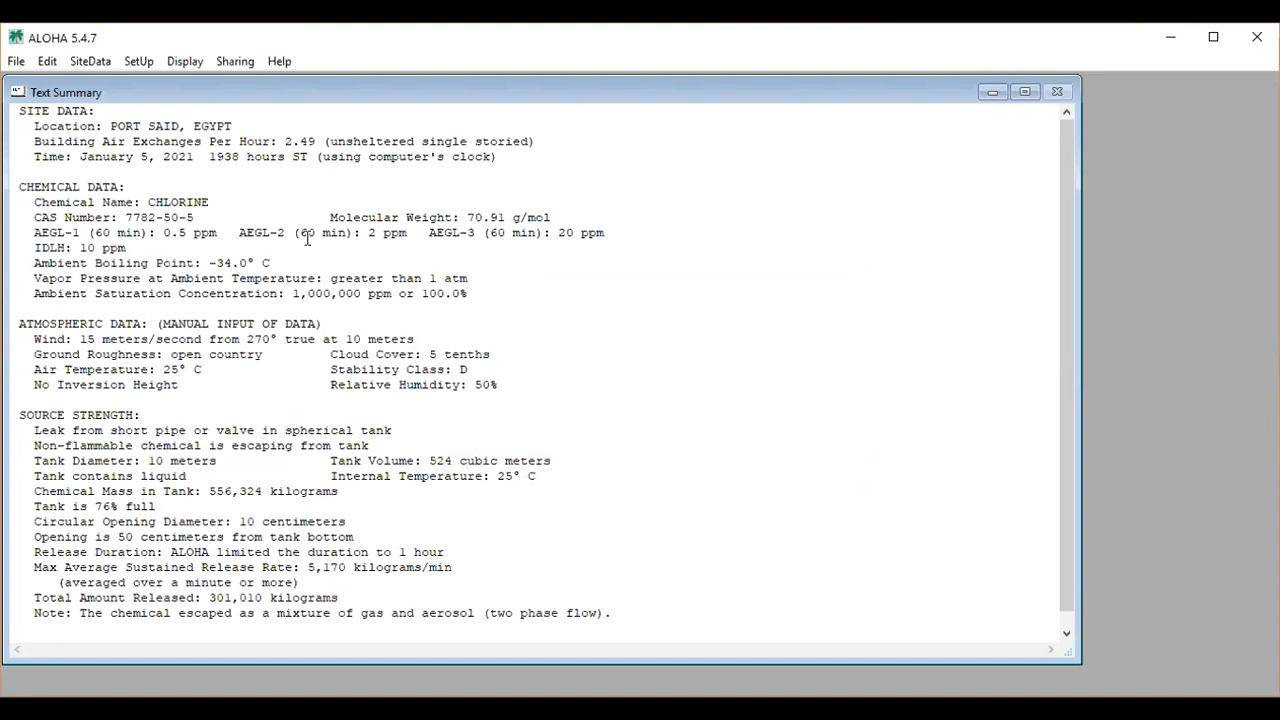 ALOHA 5.4.7
File Edit SiteData SetUp Display Sharing Help
Text Summary
SITE DATA:
Location: PORT SAID, EGYPT
Building Air Exchanges Per Hour: 2.49 (unsheltered single storied)
Time: January 5, 2021 1938 hours ST (using computer's clock)
CHEMICAL DATA:
Chemical Name: CHLORINE
CAS Number: 7782-50-5 Molecular Weight: 70.91 g/mol
AEGL-1 (60 min): 0.5 ppm AEGL-2 (60 min): 2 ppm AEGL-3 (60 min): 20 ppm
IDLH: 10 ppm
Ambient Boiling Point: -34.0° C
Vapor Pressure at Ambient Temperature: greater than 1 atm
Ambient Saturation Concentration: 1,000,000 ppm or 100.0%
ATMOSPHERIC DATA: (MANUAL INPUT OF DATA)
Wind: 15 meters/second from 270° true at 10 meters
Ground Roughness: open country Cloud Cover: 5 tenths
Air Temperature: 25° C Stability Class: D
No Inversion Height Relative Humidity: 50%
SOURCE STRENGTH:
Leak from short pipe or valve in spherical tank
Non-flammable chemical is escaping from tank
Tank Diameter: 10 meters Tank Volume: 524 cubic meters
Tank contains liquid Internal Temperature: 25° C
Chemical Mass in Tank: 556,324 kilograms
Tank is 76% full
Circular Opening Diameter: 10 centimeters
Opening is 50 centimeters from tank bottom
Release Duration: ALOHA limited the duration to 1 hour
Max Average Sustained Release Rate: 5,170 kilograms/min
(averaged over a minute or more)
Total Amount Released: 301,010 kilograms
Note: The chemical escaped as a mixture of gas and aerosol (two phase flow).